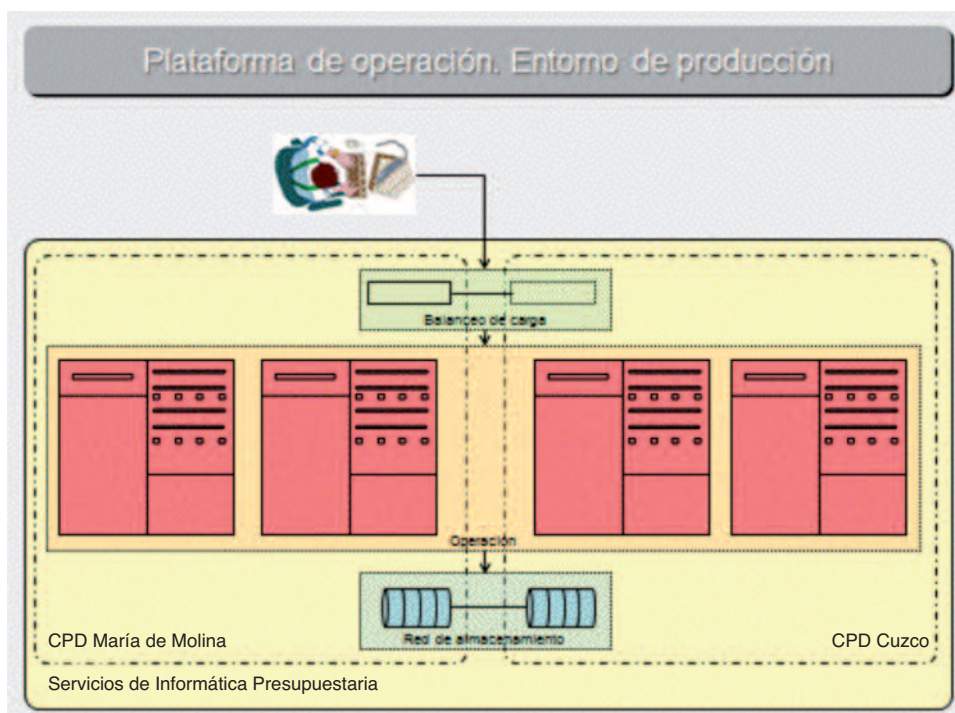 Plataforma de operación. Entorno de producción
Balanceo de carga
Operación
Red de almacenamiento
CPD María de Molina
CPD Cuzco
Servicios de Informática Presupuestaria